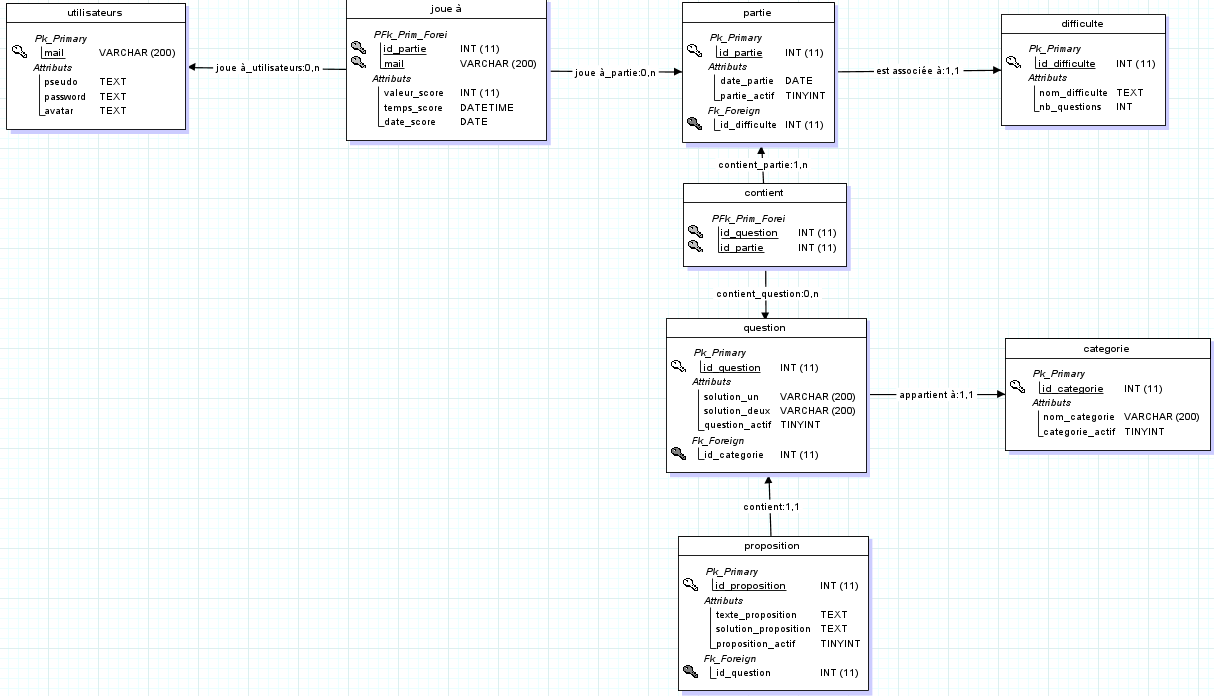 utilisateurs
Pk_Primary
mail VARCHAR (200)
Attributs
pseudo TEXT
password TEXT
avatar TEXT
joue à_utilisateurs:0,n
joue à
PFk_Prim_Forei
id_partie INT (11)
mail VARCHAR (200)
Attributs
valeur_score INT (11)
temps_score DATETIME
date_score DATE
joue à_partie:0,n
partie
Pk_Primary
id_partie INT (11)
Attributs
date_partie DATE
partie_actif TINYINT
Fk_Foreign
id_difficulte INT (11)
est associée à:1,1
difficulte
Pk_Primary
id_difficulte INT (11)
Attributs
nom_difficulte TEXT
nb_questions INT
contient_partie:1,n
contient
PFk_Prim_Forei
id_question INT (11)
id_partie INT (11)
contient_question:0,n
question
Pk_Primary
id_question INT (11)
Attributs
solution_un VARCHAR (200)
solution_deux VARCHAR (200)
question_actif TINYINT
Fk_Foreign
id_categorie INT (11)
appartient à:1,1
categorie
Pk_Primary
id_categorie INT (11)
Attributs
nom_categorie VARCHAR (200)
categorie_actif TINYINT
contient:1,1
proposition
Pk_Primary
id_proposition INT (11)
Attributs
texte_proposition TEXT
solution_proposition TEXT
proposition_actif TINYINT
Fk_Foreign
id_question INT (11)